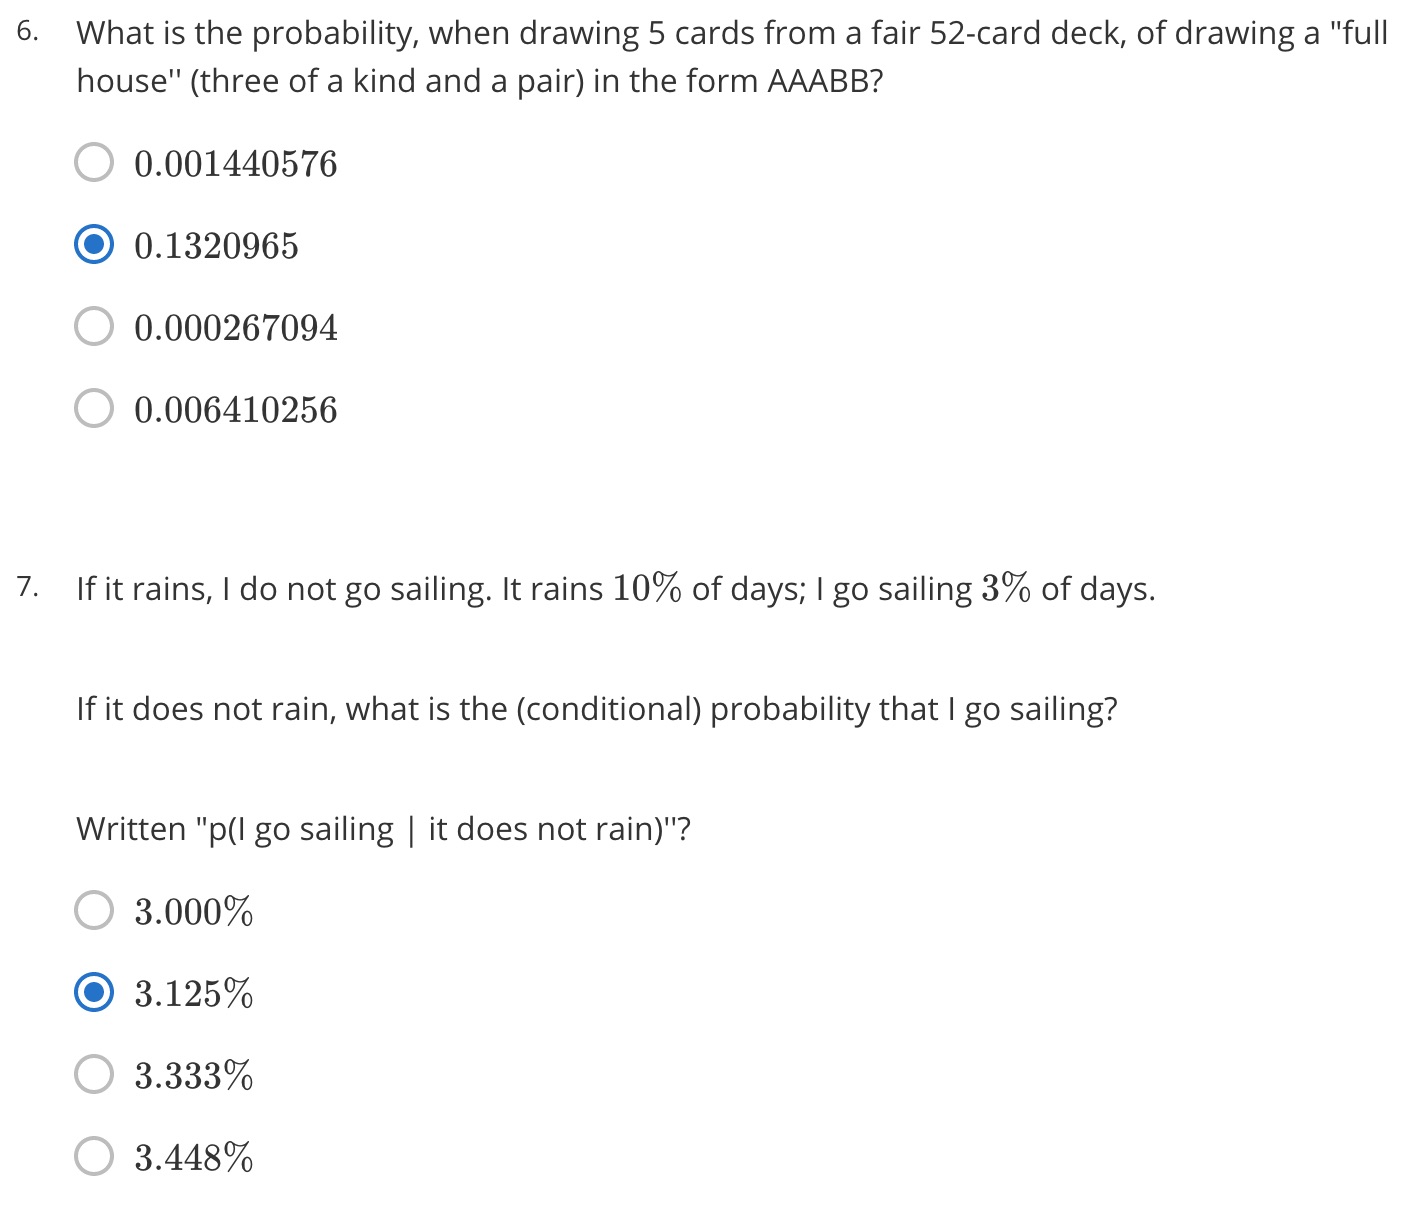 6. What is the probability, when drawing 5 cards from a fair 52-card deck, of drawing a "full
house'' (three of a kind and a pair) in the form AAABB?
0.001440576
0.1320965
0.000267094
0.006410256
7. If it rains, I do not go sailing. It rains 10% of days; I go sailing 3% of days.
If it does not rain, what is the (conditional) probability that I go sailing?
Written "p(I go sailing | it does not rain)''?
3.000%
3.125%
3.333%
3.448%